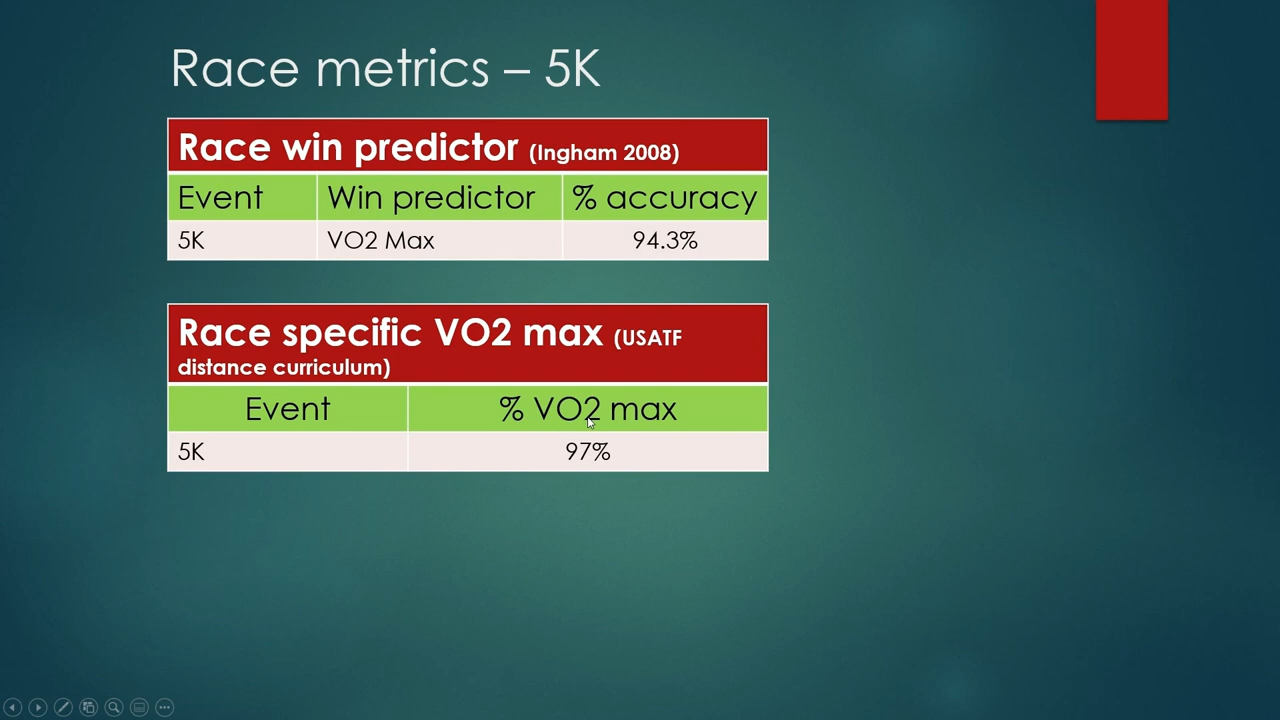 Race metrics – 5K
Race win predictor (Ingham 2008)
Event Win predictor % accuracy
5K VO2 Max 94.3%
Race specific VO2 max (USATF
distance curriculum)
Event % VO2 max
5K 97%